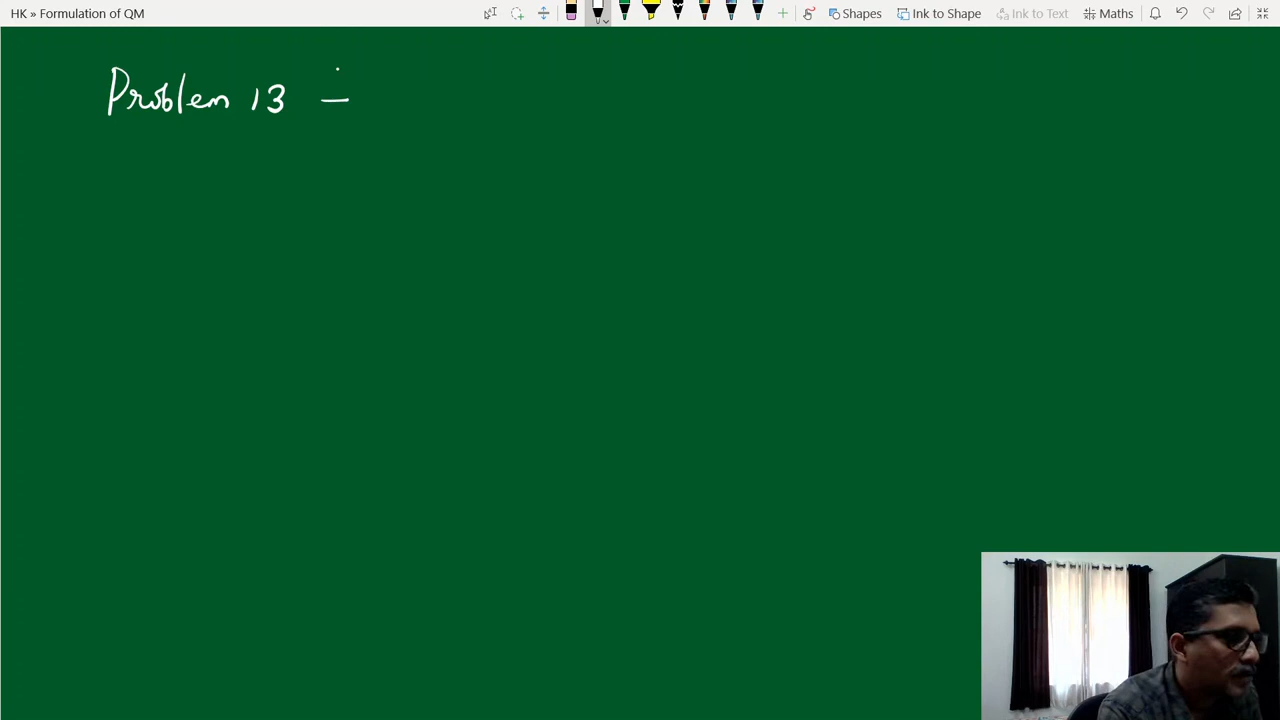 HK » Formulation of QM Shapes Ink to Shape Ink to Text Maths
Problem 13 :-